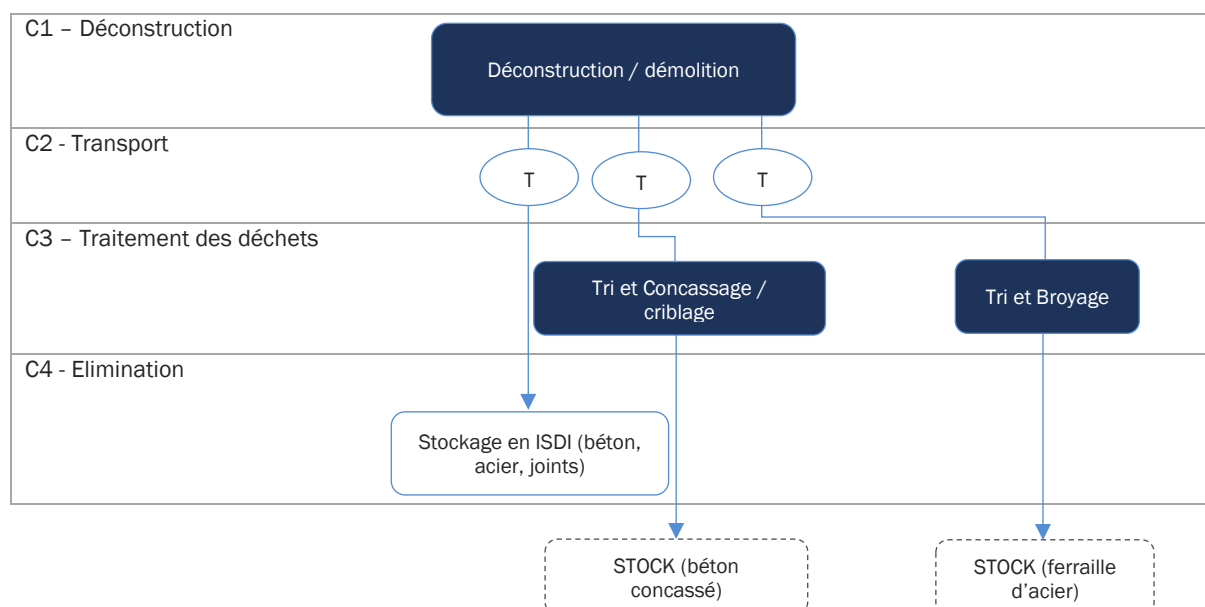 C1 – Déconstruction
Déconstruction / démolition
C2 - Transport
T
T
T
C3 – Traitement des déchets
Tri et Concassage /
criblage
Tri et Broyage
C4 - Elimination
Stockage en ISDI (béton,
acier, joints)
STOCK (béton
concassé)
STOCK (ferraille
d’acier)